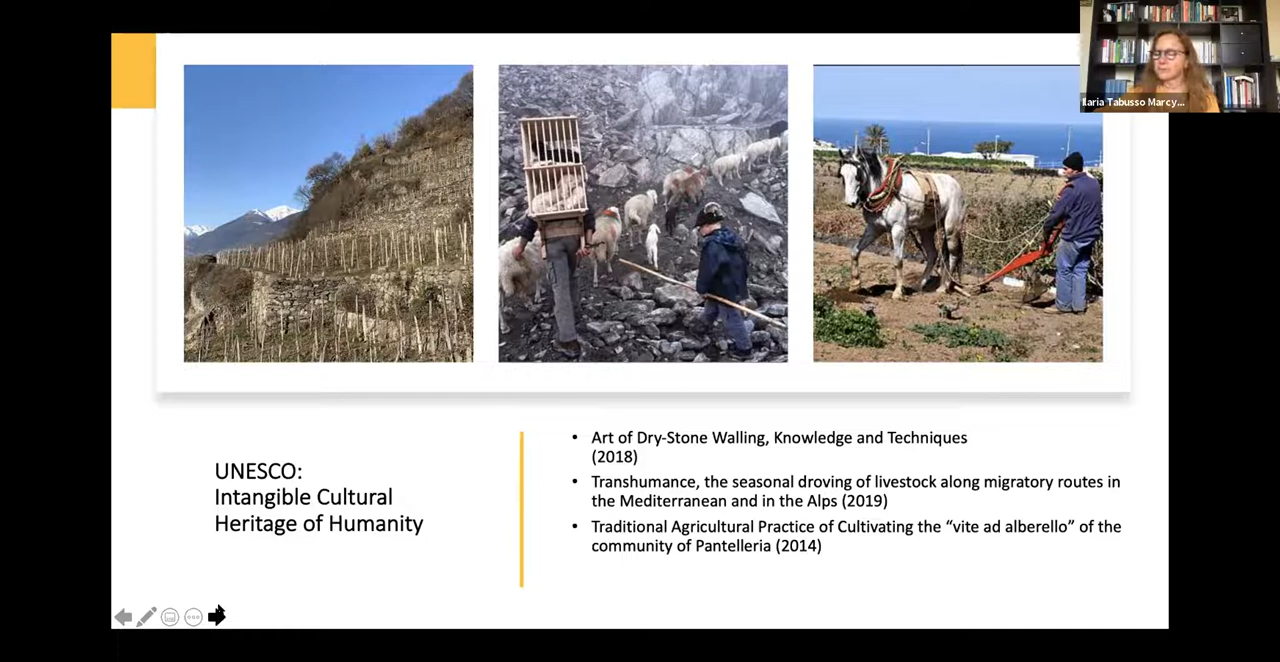 Ilaria Tabusso Marcy...
UNESCO:
Intangible Cultural
Heritage of Humanity
• Art of Dry-Stone Walling, Knowledge and Techniques
(2018)
• Transhumance, the seasonal droving of livestock along migratory routes in
the Mediterranean and in the Alps (2019)
• Traditional Agricultural Practice of Cultivating the “vite ad alberello” of the
community of Pantelleria (2014)